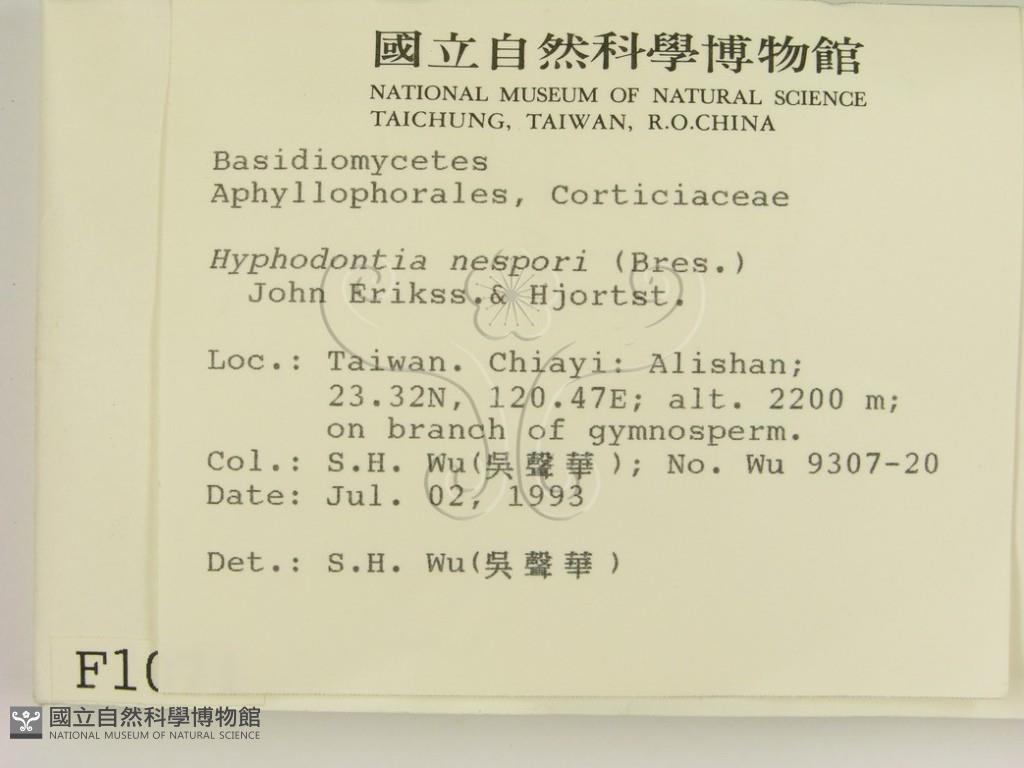 國立自然科學博物館
NATIONAL MUSEUM OF NATURAL SCIENCE
TAICHUNG, TAIWAN, R.O.CHINA
Basidiomycetes
Aphyllophorales, Corticiaceae
Hyphodontia nespori (Bres.)
John Erikss.& Hjortst.
Loc.: Taiwan. Chiayi: Alishan;
23.32N, 120.47E; alt. 2200 m;
on branch of gymnosperm.
Col.: S.H. Wu(吳聲華); No. Wu 9307-20
Date: Jul. 02, 1993
Det.: S.H. Wu(吳聲華)
國立自然科學博物館
NATIONAL MUSEUM OF NATURAL SCIENCE